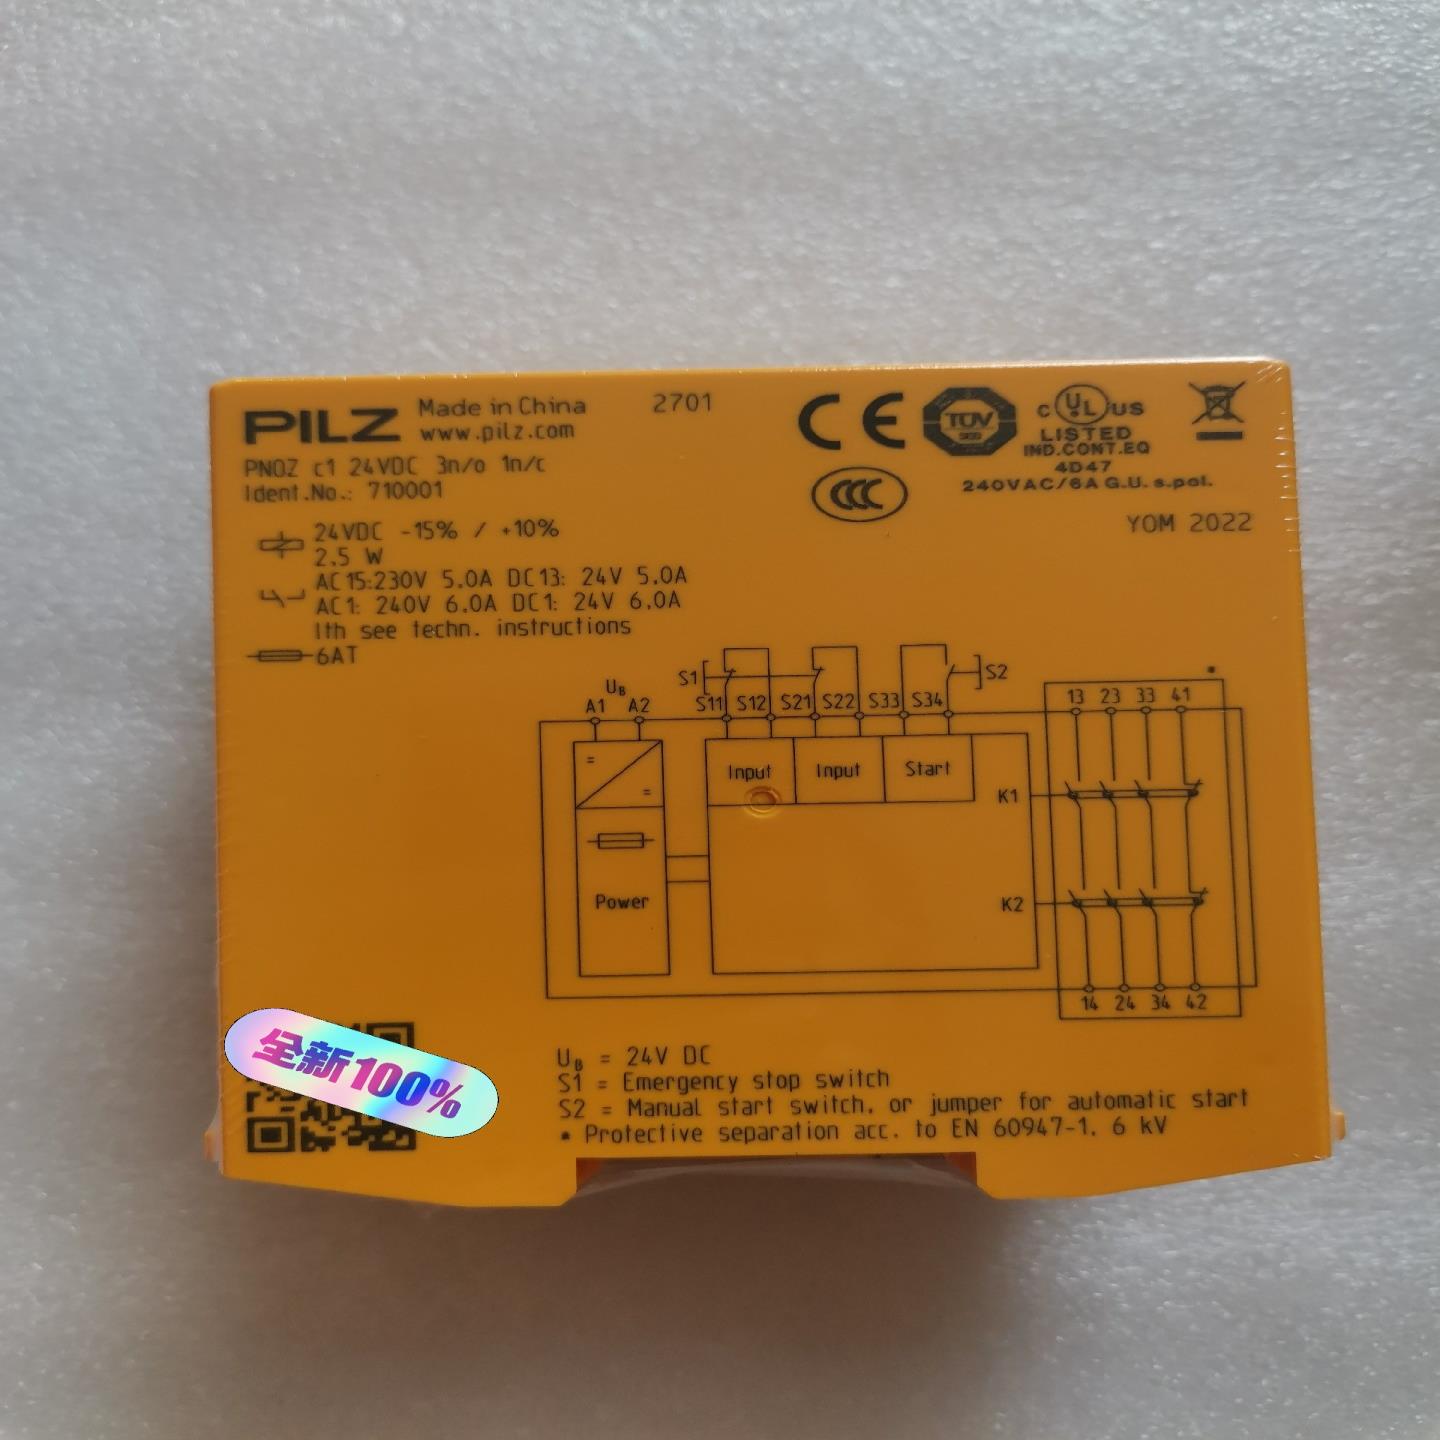 PILZ Made in China 2701
www.pilz.com
PNOZ c1 24VDC 3n/o 1n/c
Ident.No.: 710001
CE TÜV C UL US
LISTED
IND.CONT.EQ
4D47
240VAC/6A G.U. s.pol.
CCC
YOM 2022
24VDC -15% / +10%
2.5 W
AC15:230V 5.0A DC13: 24V 5.0A
AC1: 240V 6.0A DC1: 24V 6.0A
Ith see techn. instructions
6AT
S1 S2 *
UB
A1 A2 S11 S12 S21 S22 S33 S34 13 23 33 41
= =
Input Input Start
K1
Power
K2
14 24 34 42
全新100%
UB = 24V DC
S1 = Emergency stop switch
S2 = Manual start switch, or jumper for automatic start
* Protective separation acc. to EN 60947-1, 6 kV